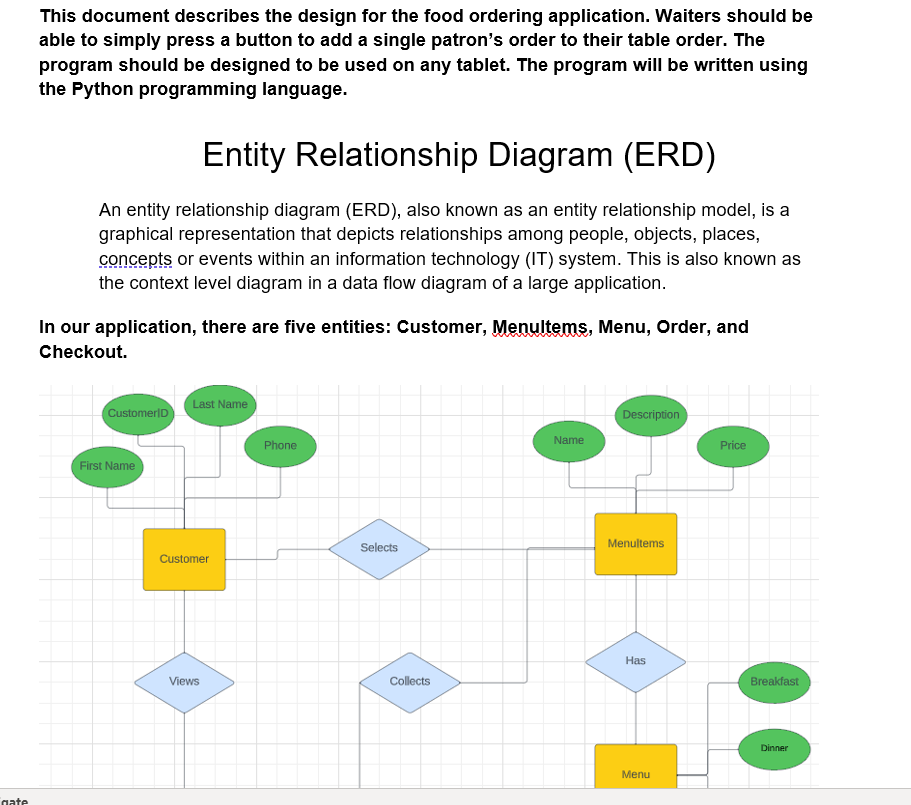 This document describes the design for the food ordering application. Waiters should be
able to simply press a button to add a single patron’s order to their table order. The
program should be designed to be used on any tablet. The program will be written using
the Python programming language.
Entity Relationship Diagram (ERD)
An entity relationship diagram (ERD), also known as an entity relationship model, is a
graphical representation that depicts relationships among people, objects, places,
concepts or events within an information technology (IT) system. This is also known as
the context level diagram in a data flow diagram of a large application.
In our application, there are five entities: Customer, MenuItems, Menu, Order, and
Checkout.
CustomerID
Last Name
Phone
First Name
Name
Description
Price
Customer
Selects
MenuItems
Views
Collects
Has
Breakfast
Dinner
Menu